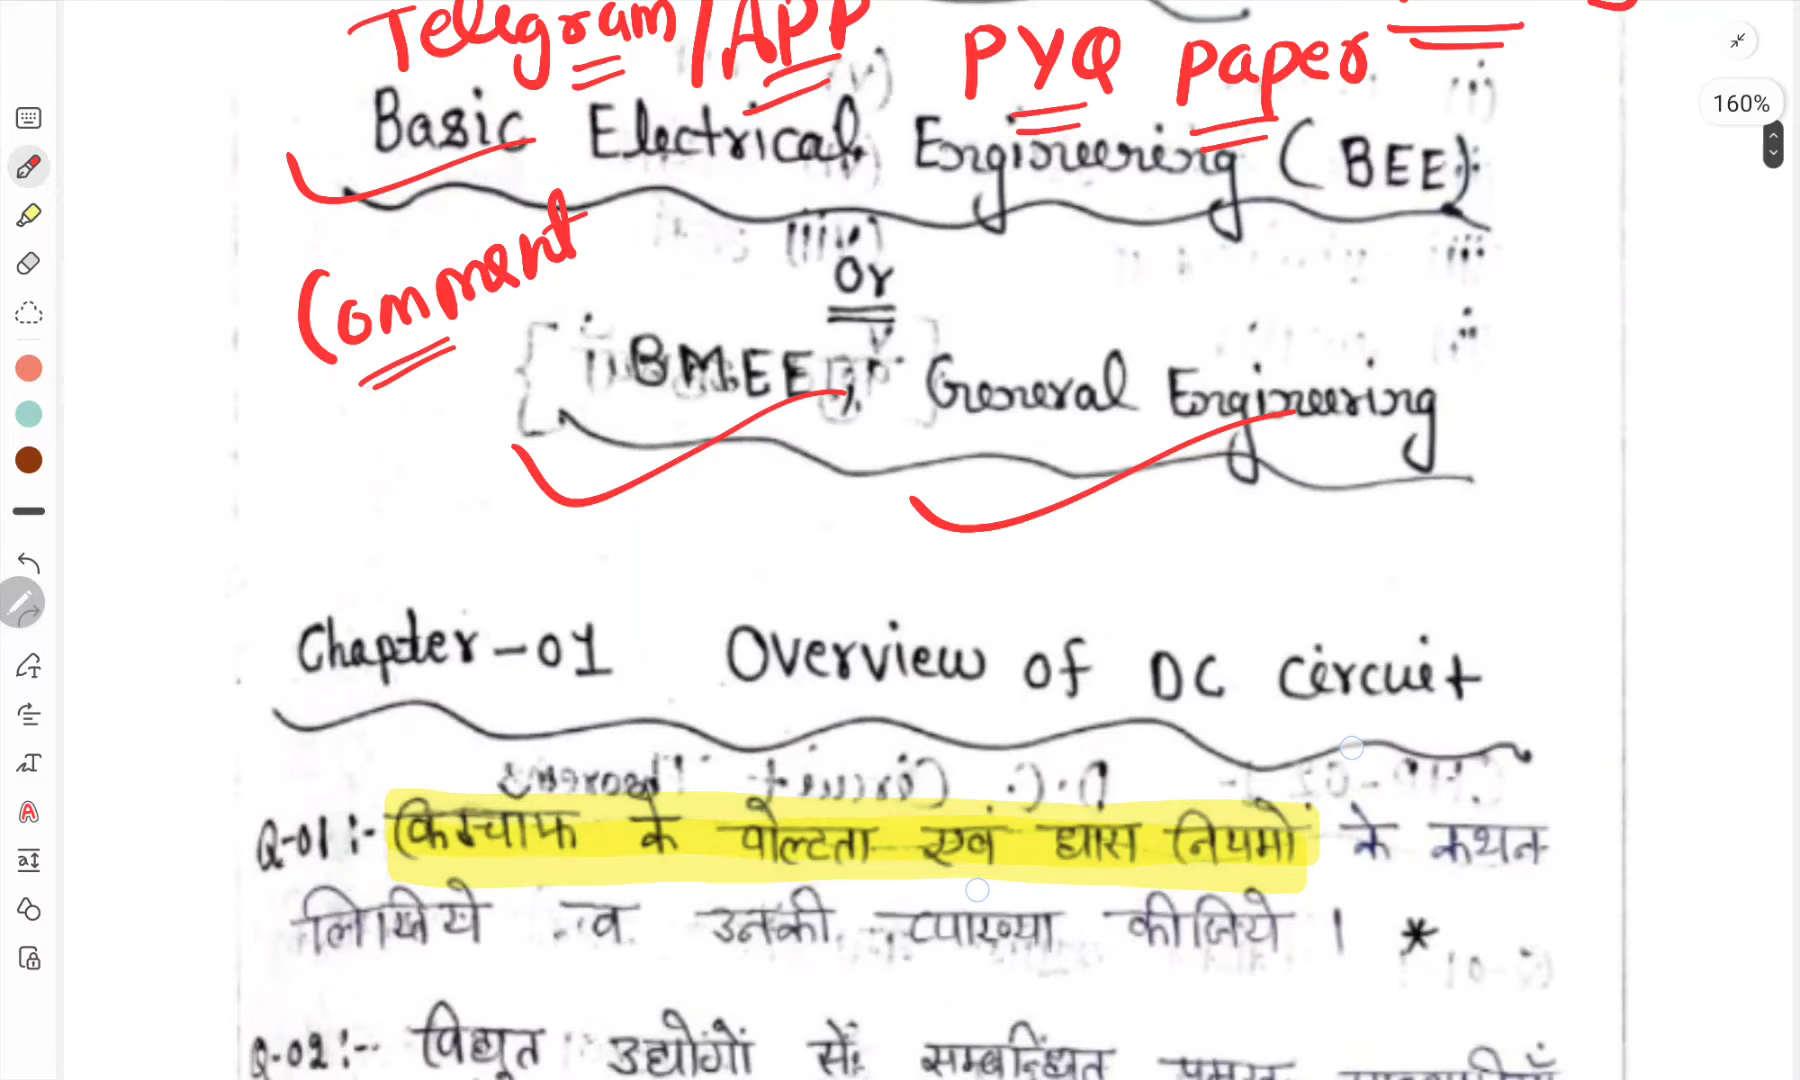 Telegram/App PYQ Paper
160%
Basic Electrical Engineering (BEE)
Comment
Or
BMEE, General Engineering
Chapter-01 Overview of DC circuit
Q-01:- किरचाफ के वोल्टता एवं धारा नियमो के कथन
लिखिये व उनकी व्याख्या कीजिये । *
Q-02:- विद्युत उद्योगों से सम्बन्धित